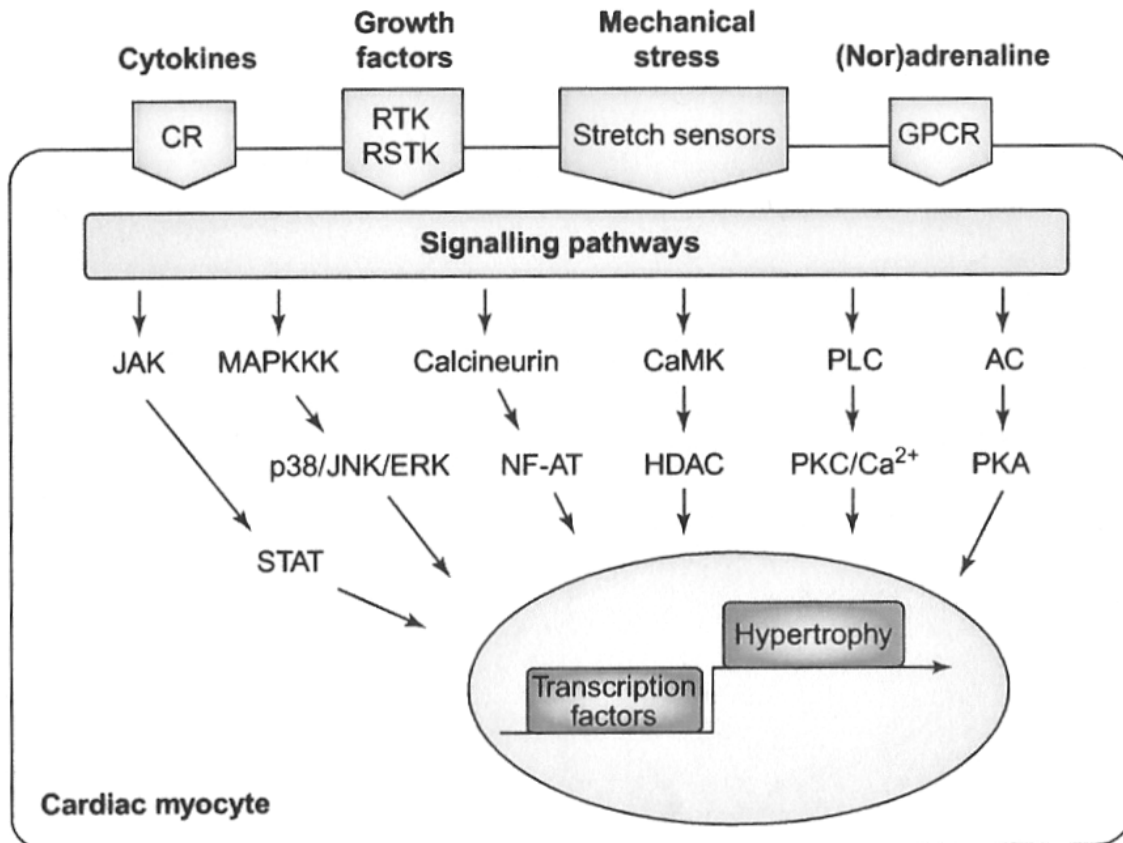 Cytokines
Growth
factors
Mechanical
stress
(Nor)adrenaline
CR
RTK
RSTK
Stretch sensors
GPCR
Signalling pathways
JAK
MAPKKK
Calcineurin
CaMK
PLC
AC
p38/JNK/ERK
NF-AT
HDAC
PKC/Ca²⁺
PKA
STAT
Hypertrophy
Transcription
factors
Cardiac myocyte